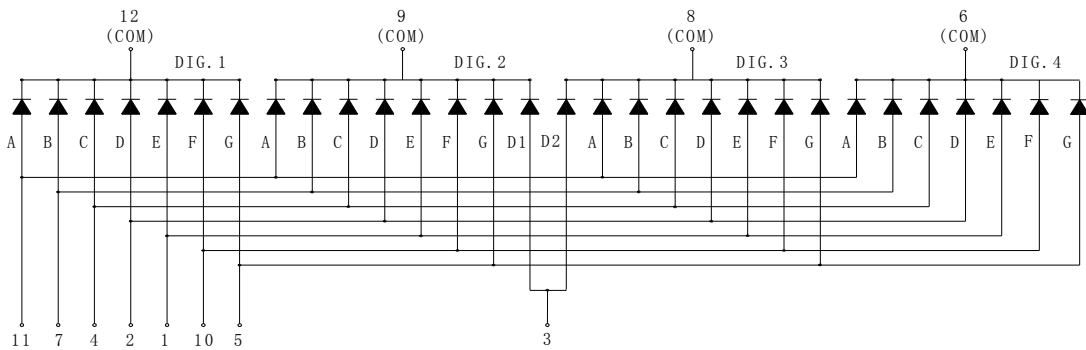 12 9 8 6
(COM) (COM) (COM) (COM)
DIG.1 DIG.2 DIG.3 DIG.4
A B C D E F G A B C D E F G D1 D2 A B C D E F G A B C D E F G
11 7 4 2 1 10 5 3